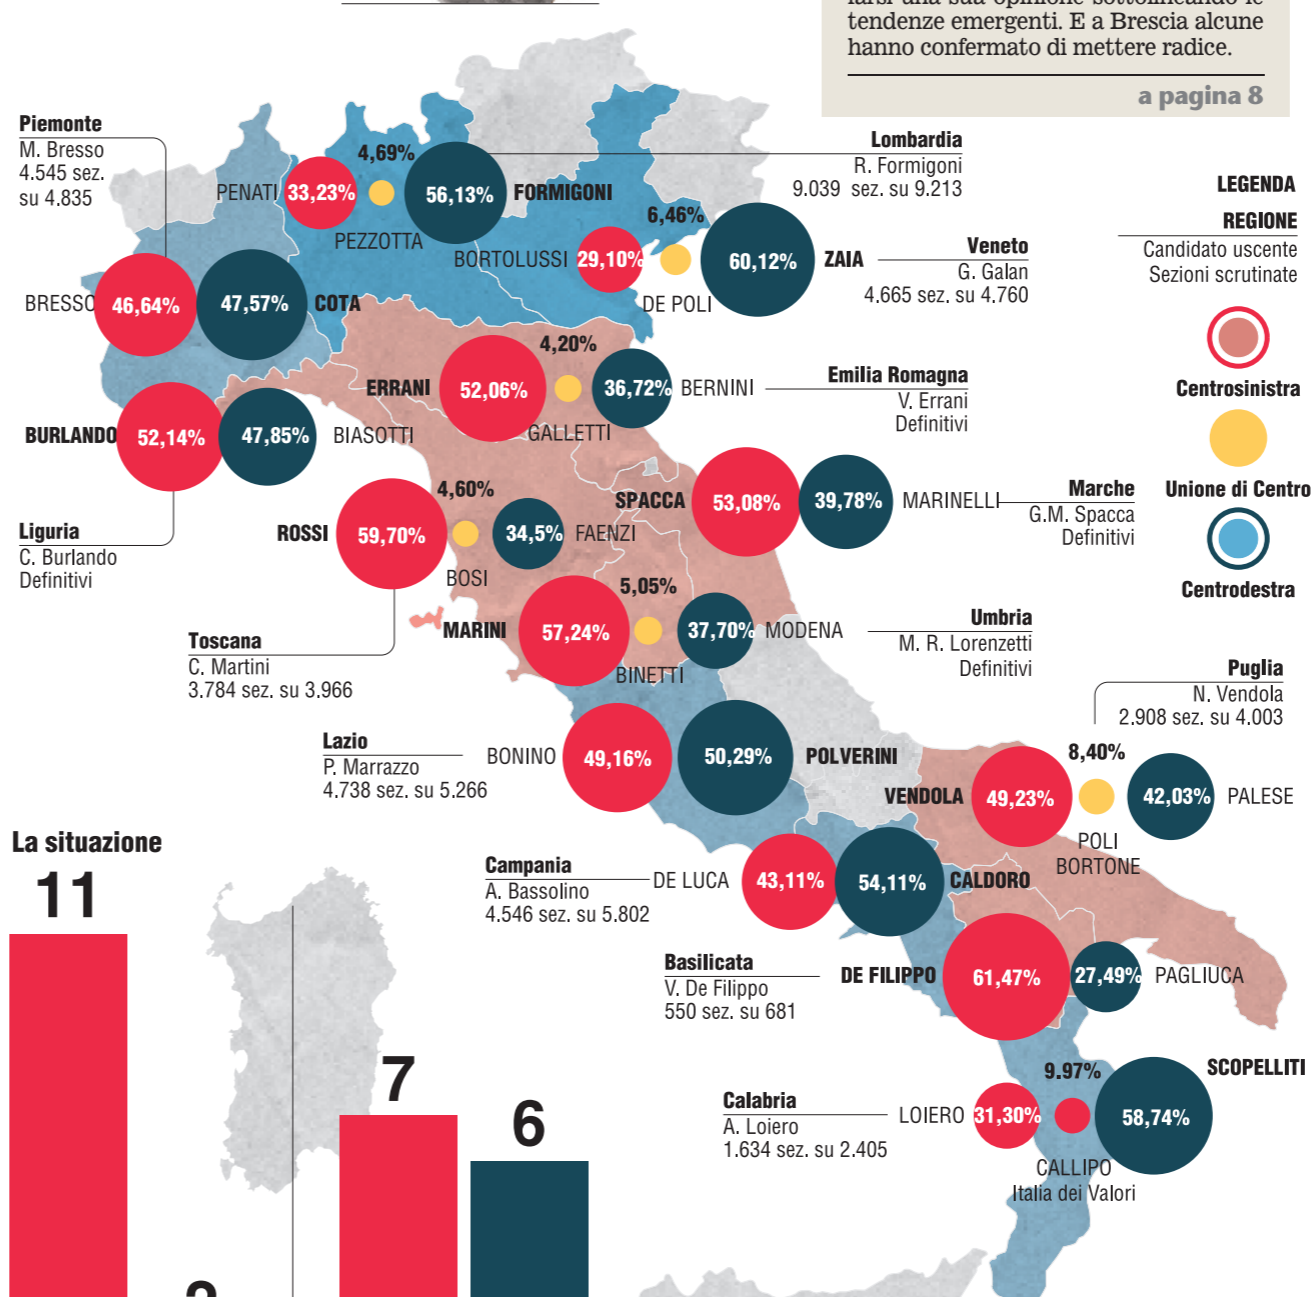 tendenze emergenti. E a Brescia alcune
hanno confermato di mettere radice.
a pagina 8
Piemonte
M. Bresso
4.545 sez.
su 4.835
PENATI
33,23%
4,69%
PEZZOTTA
56,13%
FORMIGONI
Lombardia
R. Formigoni
9.039 sez. su 9.213
BORTOLUSSI
29,10%
6,46%
DE POLI
60,12%
ZAIA
Veneto
G. Galan
4.665 sez. su 4.760
LEGENDA
REGIONE
Candidato uscente
Sezioni scrutinate
Centrosinistra
Unione di Centro
Centrodestra
BRESSO
46,64%
47,57%
COTA
ERRANI
52,06%
4,20%
GALLETTI
36,72%
BERNINI
Emilia Romagna
V. Errani
Definitivi
BURLANDO
52,14%
47,85%
BIASOTTI
Liguria
C. Burlando
Definitivi
SPACCA
53,08%
39,78%
MARINELLI
Marche
G.M. Spacca
Definitivi
ROSSI
59,70%
4,60%
BOSI
34,5%
FAENZI
Toscana
C. Martini
3.784 sez. su 3.966
MARINI
57,24%
5,05%
BINETTI
37,70%
MODENA
Umbria
M. R. Lorenzetti
Definitivi
Lazio
P. Marrazzo
4.738 sez. su 5.266
BONINO
49,16%
50,29%
POLVERINI
Puglia
N. Vendola
2.908 sez. su 4.003
VENDOLA
49,23%
8,40%
POLI
BORTONE
42,03%
PALESE
Campania
A. Bassolino
4.546 sez. su 5.802
DE LUCA
43,11%
54,11%
CALDORO
Basilicata
V. De Filippo
550 sez. su 681
DE FILIPPO
61,47%
27,49%
PAGLIUCA
Calabria
A. Loiero
1.634 sez. su 2.405
LOIERO
31,30%
9.97%
CALLIPO
Italia dei Valori
58,74%
SCOPELLITI
La situazione
11
7
6